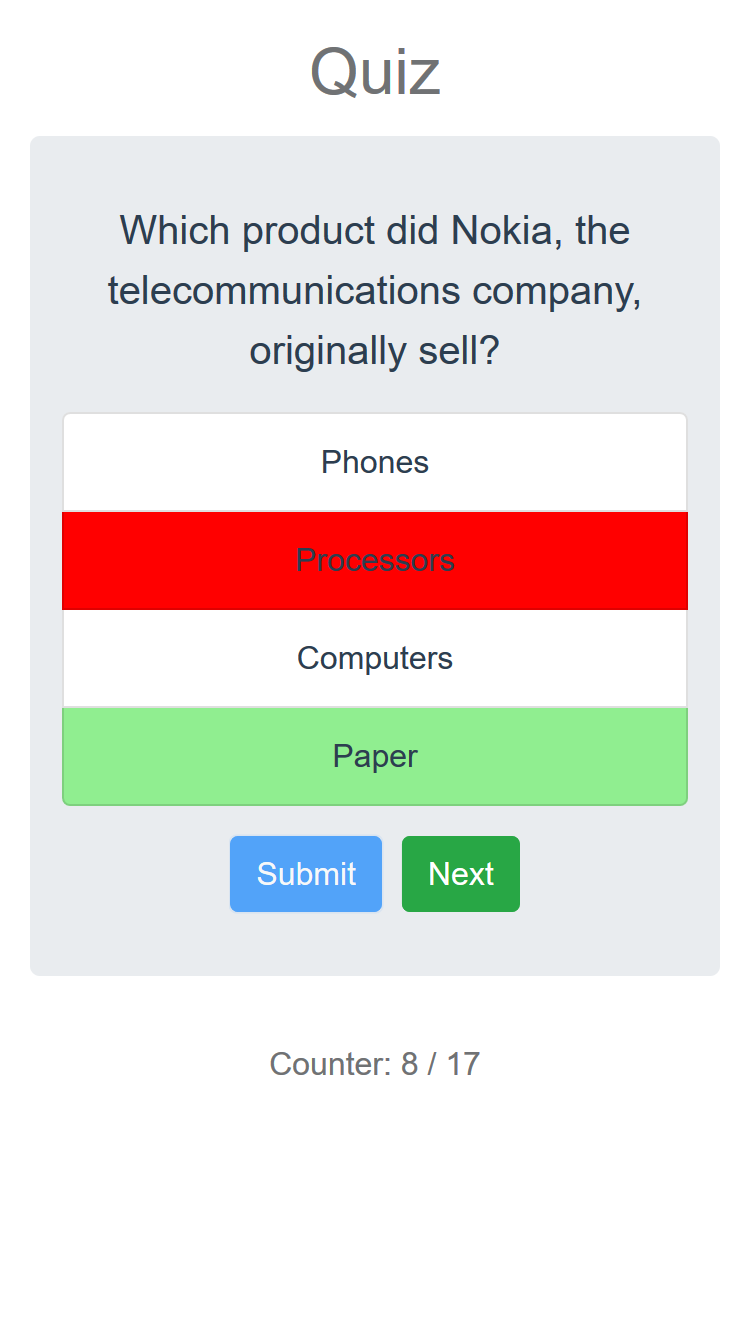 Quiz
Which product did Nokia, the
telecommunications company,
originally sell?
Phones
Processors
Computers
Paper
Submit Next
Counter: 8 / 17